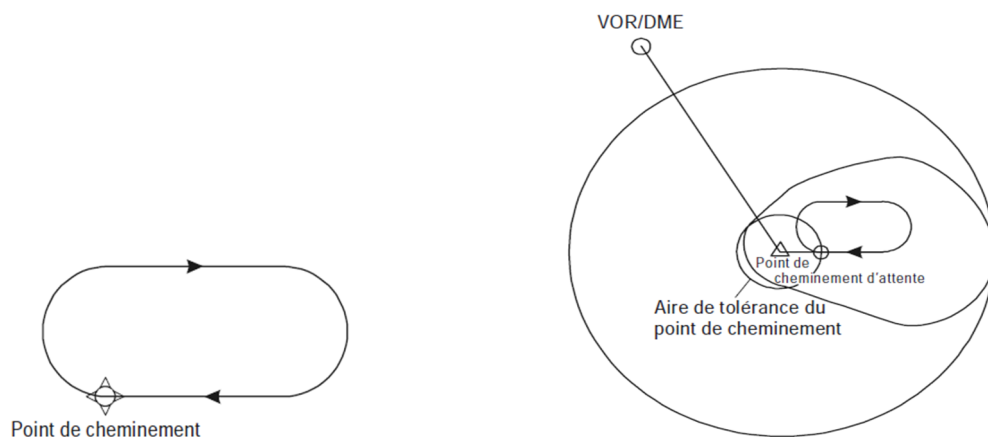 VOR/DME
Point de
cheminement d'attente
Aire de tolérance du
point de cheminement
Point de cheminement